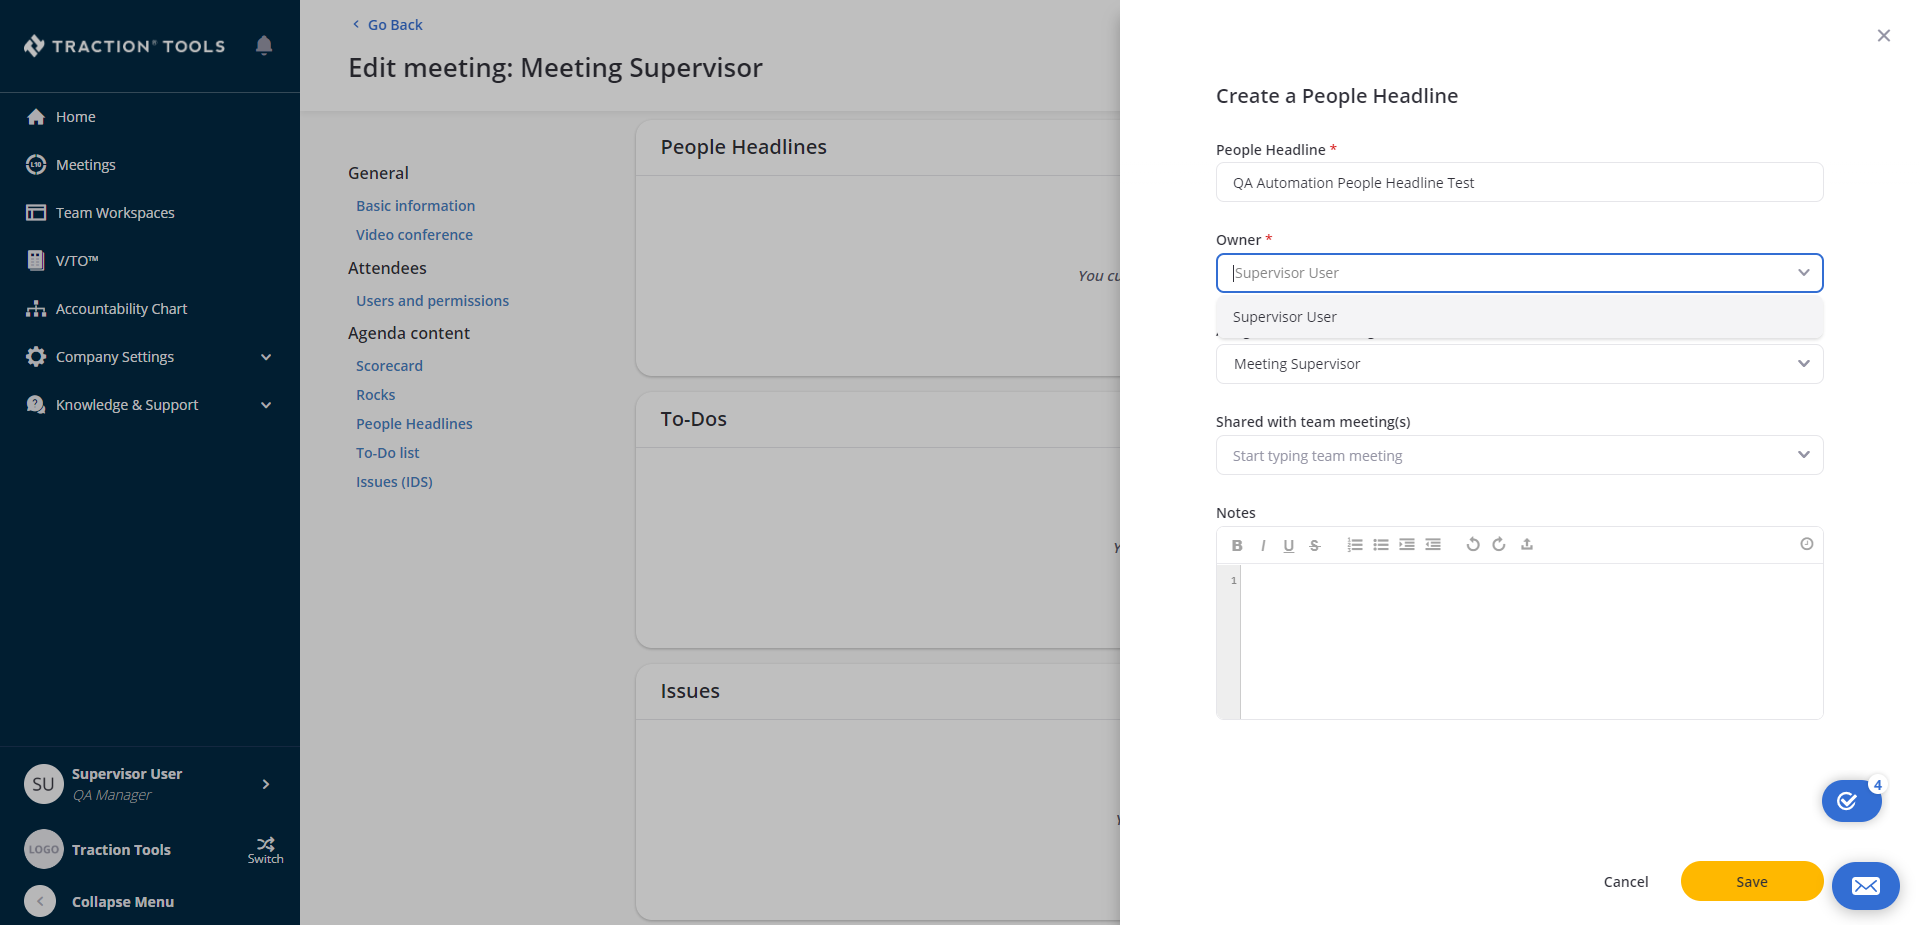 TRACTION® TOOLS
Home
Meetings
Team Workspaces
V/TO™
Accountability Chart
Company Settings
Knowledge & Support
SU
Supervisor User
QA Manager
LOGO
Traction Tools
Switch
Collapse Menu
Go Back
Edit meeting: Meeting Supervisor
General
Basic information
Video conference
Attendees
Users and permissions
Agenda content
Scorecard
Rocks
People Headlines
To-Do list
Issues (IDS)
People Headlines
You cu
To-Dos
Y
Issues
Y
Create a People Headline
People Headline *
QA Automation People Headline Test
Owner *
Supervisor User
Supervisor User
Meeting Supervisor
Shared with team meeting(s)
Start typing team meeting
Notes
B I U S
1
4
Cancel
Save